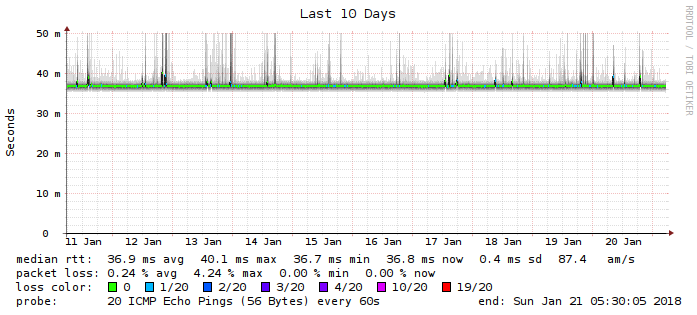 Last 10 Days
RRDTOOL / TOBI OETIKER
Seconds
50 m
40 m
30 m
20 m
10 m
0
11 Jan 12 Jan 13 Jan 14 Jan 15 Jan 16 Jan 17 Jan 18 Jan 19 Jan 20 Jan
median rtt: 36.9 ms avg 40.1 ms max 36.7 ms min 36.8 ms now 0.4 ms sd 87.4 am/s
packet loss: 0.24 % avg 4.24 % max 0.00 % min 0.00 % now
loss color: 0 1/20 2/20 3/20 4/20 10/20 19/20
probe: 20 ICMP Echo Pings (56 Bytes) every 60s end: Sun Jan 21 05:30:05 2018